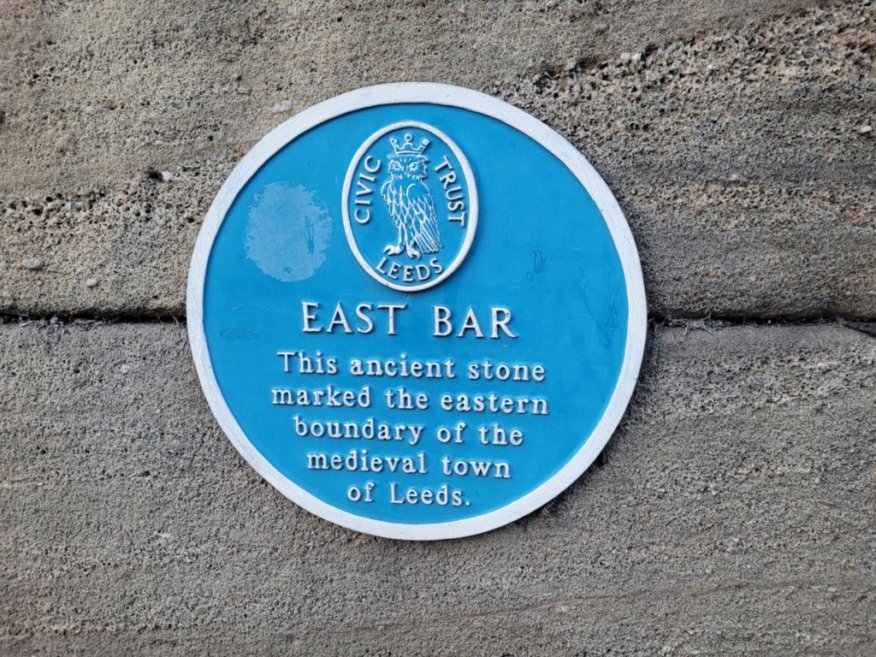 CIVIC TRUST
LEEDS
EAST BAR
This ancient stone
marked the eastern
boundary of the
medieval town
of Leeds.